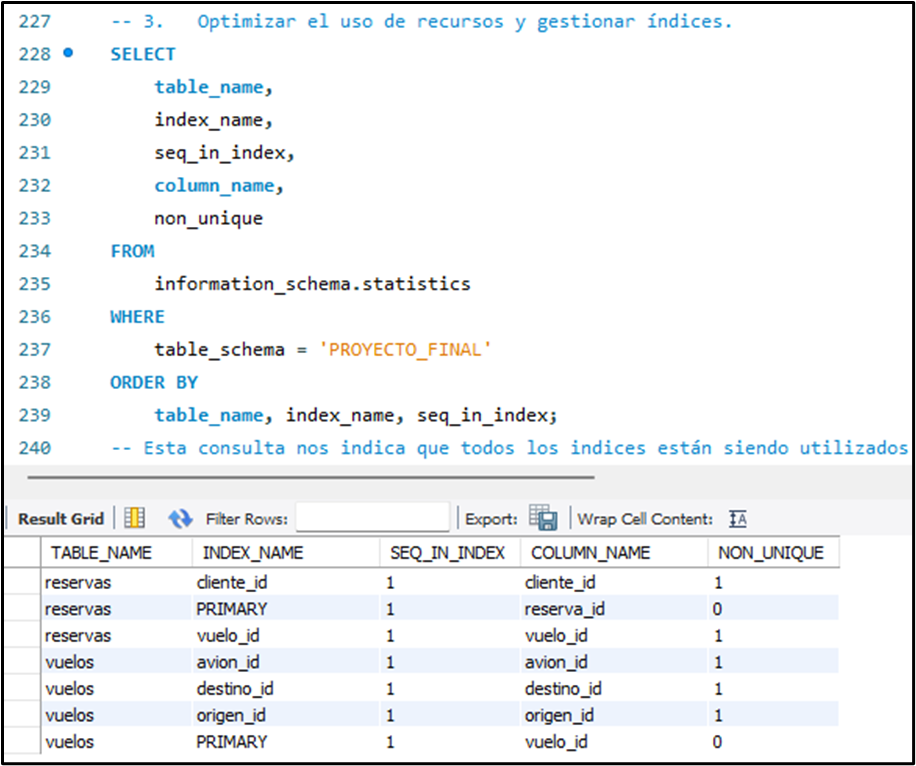 227 -- 3. Optimizar el uso de recursos y gestionar índices.
228 SELECT
229 table_name,
230 index_name,
231 seq_in_index,
232 column_name,
233 non_unique
234 FROM
235 information_schema.statistics
236 WHERE
237 table_schema = 'PROYECTO_FINAL'
238 ORDER BY
239 table_name, index_name, seq_in_index;
240 -- Esta consulta nos indica que todos los indices están siendo utilizados
Result Grid Filter Rows: Export: Wrap Cell Content: IA
TABLE_NAME INDEX_NAME SEQ_IN_INDEX COLUMN_NAME NON_UNIQUE
reservas cliente_id 1 cliente_id 1
reservas PRIMARY 1 reserva_id 0
reservas vuelo_id 1 vuelo_id 1
vuelos avion_id 1 avion_id 1
vuelos destino_id 1 destino_id 1
vuelos origen_id 1 origen_id 1
vuelos PRIMARY 1 vuelo_id 0